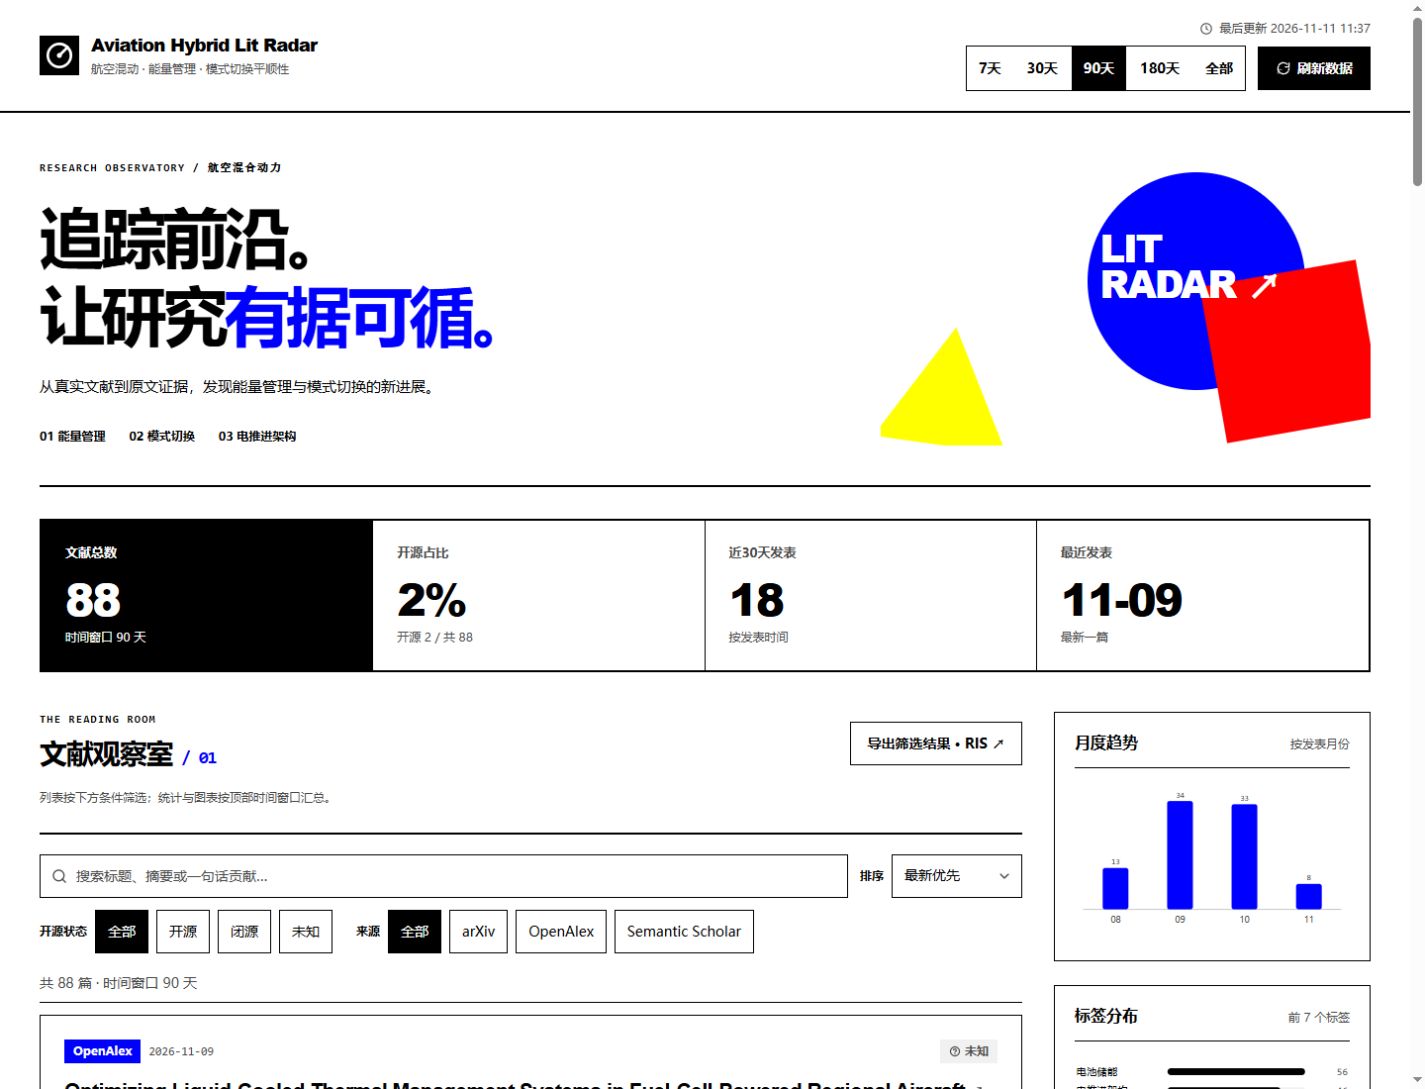 Aviation Hybrid Lit Radar
航空混动 · 能量管理 · 模式切换平顺性
最后更新 2026-11-11 11:37
7天 30天 90天 180天 全部
刷新数据
RESEARCH OBSERVATORY / 航空混合动力
追踪前沿。
让研究有据可循。
从真实文献到原文证据，发现能量管理与模式切换的新进展。
01 能量管理 02 模式切换 03 电推进架构
LIT
RADAR ↗
文献总数
88
时间窗口 90 天
开源占比
2%
开源 2 / 共 88
近30天发表
18
按发表时间
最近发表
11-09
最新一篇
THE READING ROOM
文献观察室 / 01
列表按下方条件筛选；统计与图表按顶部时间窗口汇总。
导出筛选结果 • RIS ↗
搜索标题、摘要或一句话贡献...
排序 最新优先
开源状态 全部 开源 闭源 未知 来源 全部 arXiv OpenAlex Semantic Scholar
共 88 篇 · 时间窗口 90 天
OpenAlex 2026-11-09 未知
Optimizing Liquid-Cooled Thermal Management Systems in Fuel Cell Powered Regional Aircraft
月度趋势 按发表月份
13 34 33 8
08 09 10 11
标签分布 前 7 个标签
电池储能 56